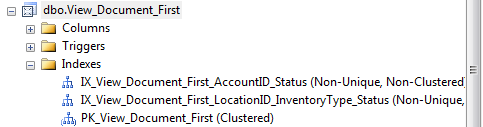 dbo.View_Document_First
Columns
Triggers
Indexes
IX_View_Document_First_AccountID_Status (Non-Unique, Non-Clustered)
IX_View_Document_First_LocationID_InventoryType_Status (Non-Unique,
PK_View_Document_First (Clustered)